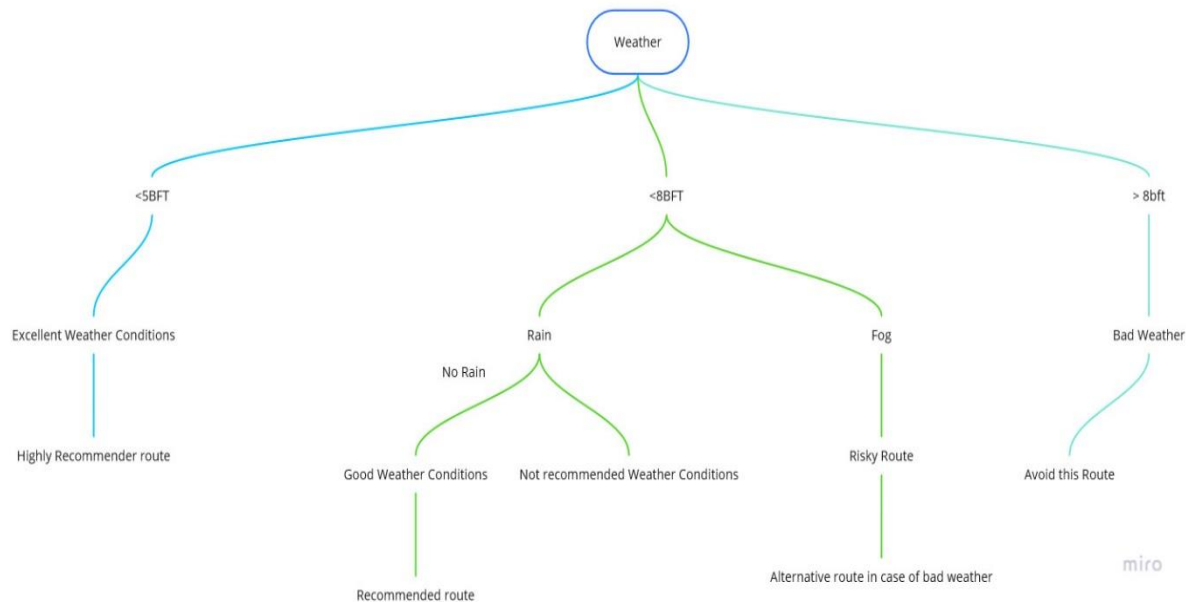 Weather
<5BFT
<8BFT
> 8bft
Excellent Weather Conditions
Rain
Fog
Bad Weather
No Rain
Highly Recommender route
Good Weather Conditions
Not recommended Weather Conditions
Risky Route
Avoid this Route
Recommended route
Alternative route in case of bad weather
miro